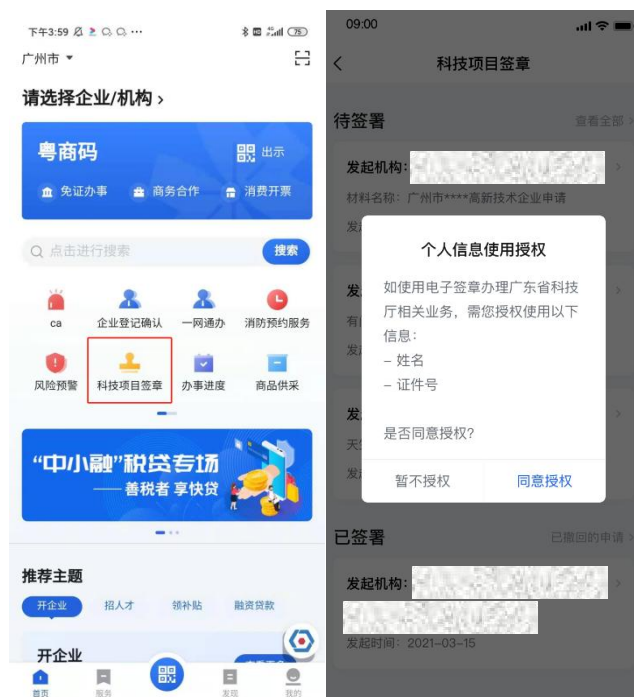 下午3:59
75
广州市
请选择企业/机构 ›
粤商码
出示
免证办事
商务合作
消费开票
点击进行搜索
搜索
ca
企业登记确认
一网通办
消防预约服务
风险预警
科技项目签章
办事进度
商品供采
“中小融”税贷专场
——善税者 享快贷
推荐主题
开企业
招人才
领补贴
融资贷款
开企业
首页
服务
发现
我的
09:00
科技项目签章
待签署
查看全部 >
发起机构:
材料名称: 广州市****高新技术企业申请
发
个人信息使用授权
如使用电子签章办理广东省科技
厅相关业务，需您授权使用以下
信息:
– 姓名
– 证件号
是否同意授权?
暂不授权
同意授权
发
有
发
发
天
发
已签署
已撤回的申请 >
发起机构:
发起时间: 2021-03-15